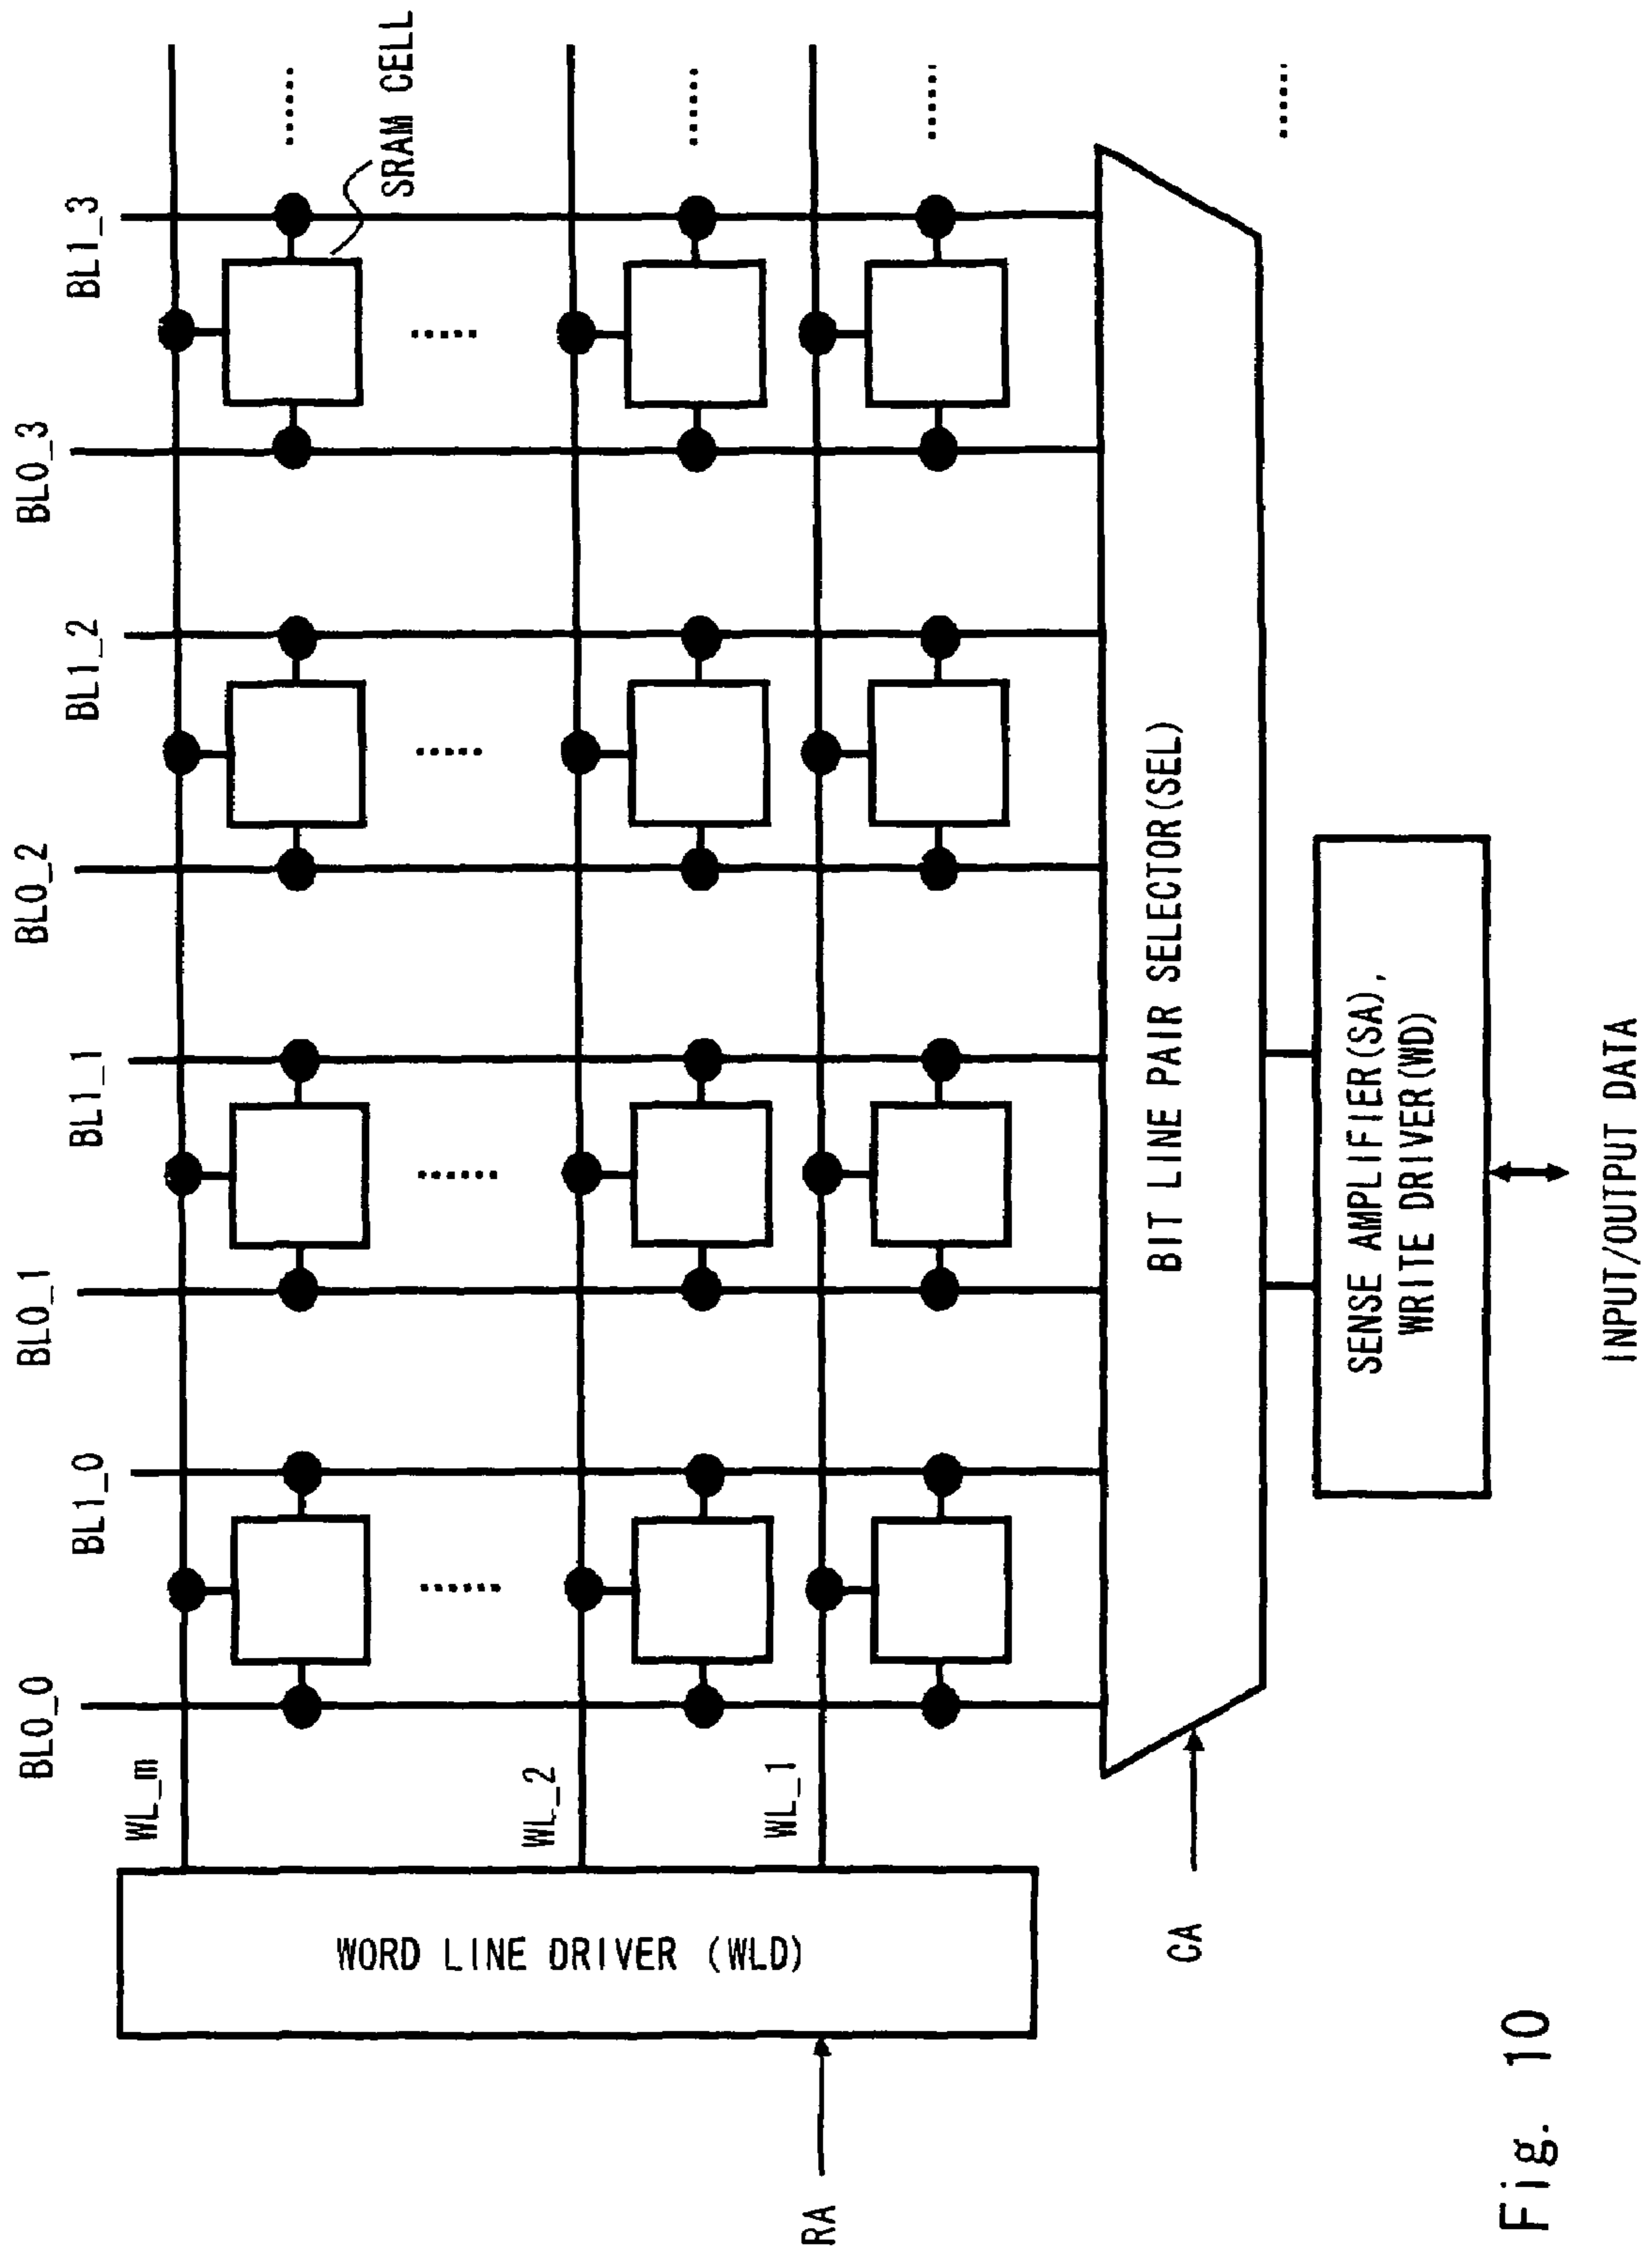 BL0_0
BL1_0
BL0_1
BL1_1
BL0_2
BL1_2
BL0_3
BL1_3
WL_m
SRAM CELL
WL_2
WL_1
WORD LINE DRIVER (WLD)
RA
BIT LINE PAIR SELECTOR(SEL)
CA
SENSE AMPLIFIER(SA),
WRITE DRIVER(WD)
INPUT/OUTPUT DATA
Fig. 10